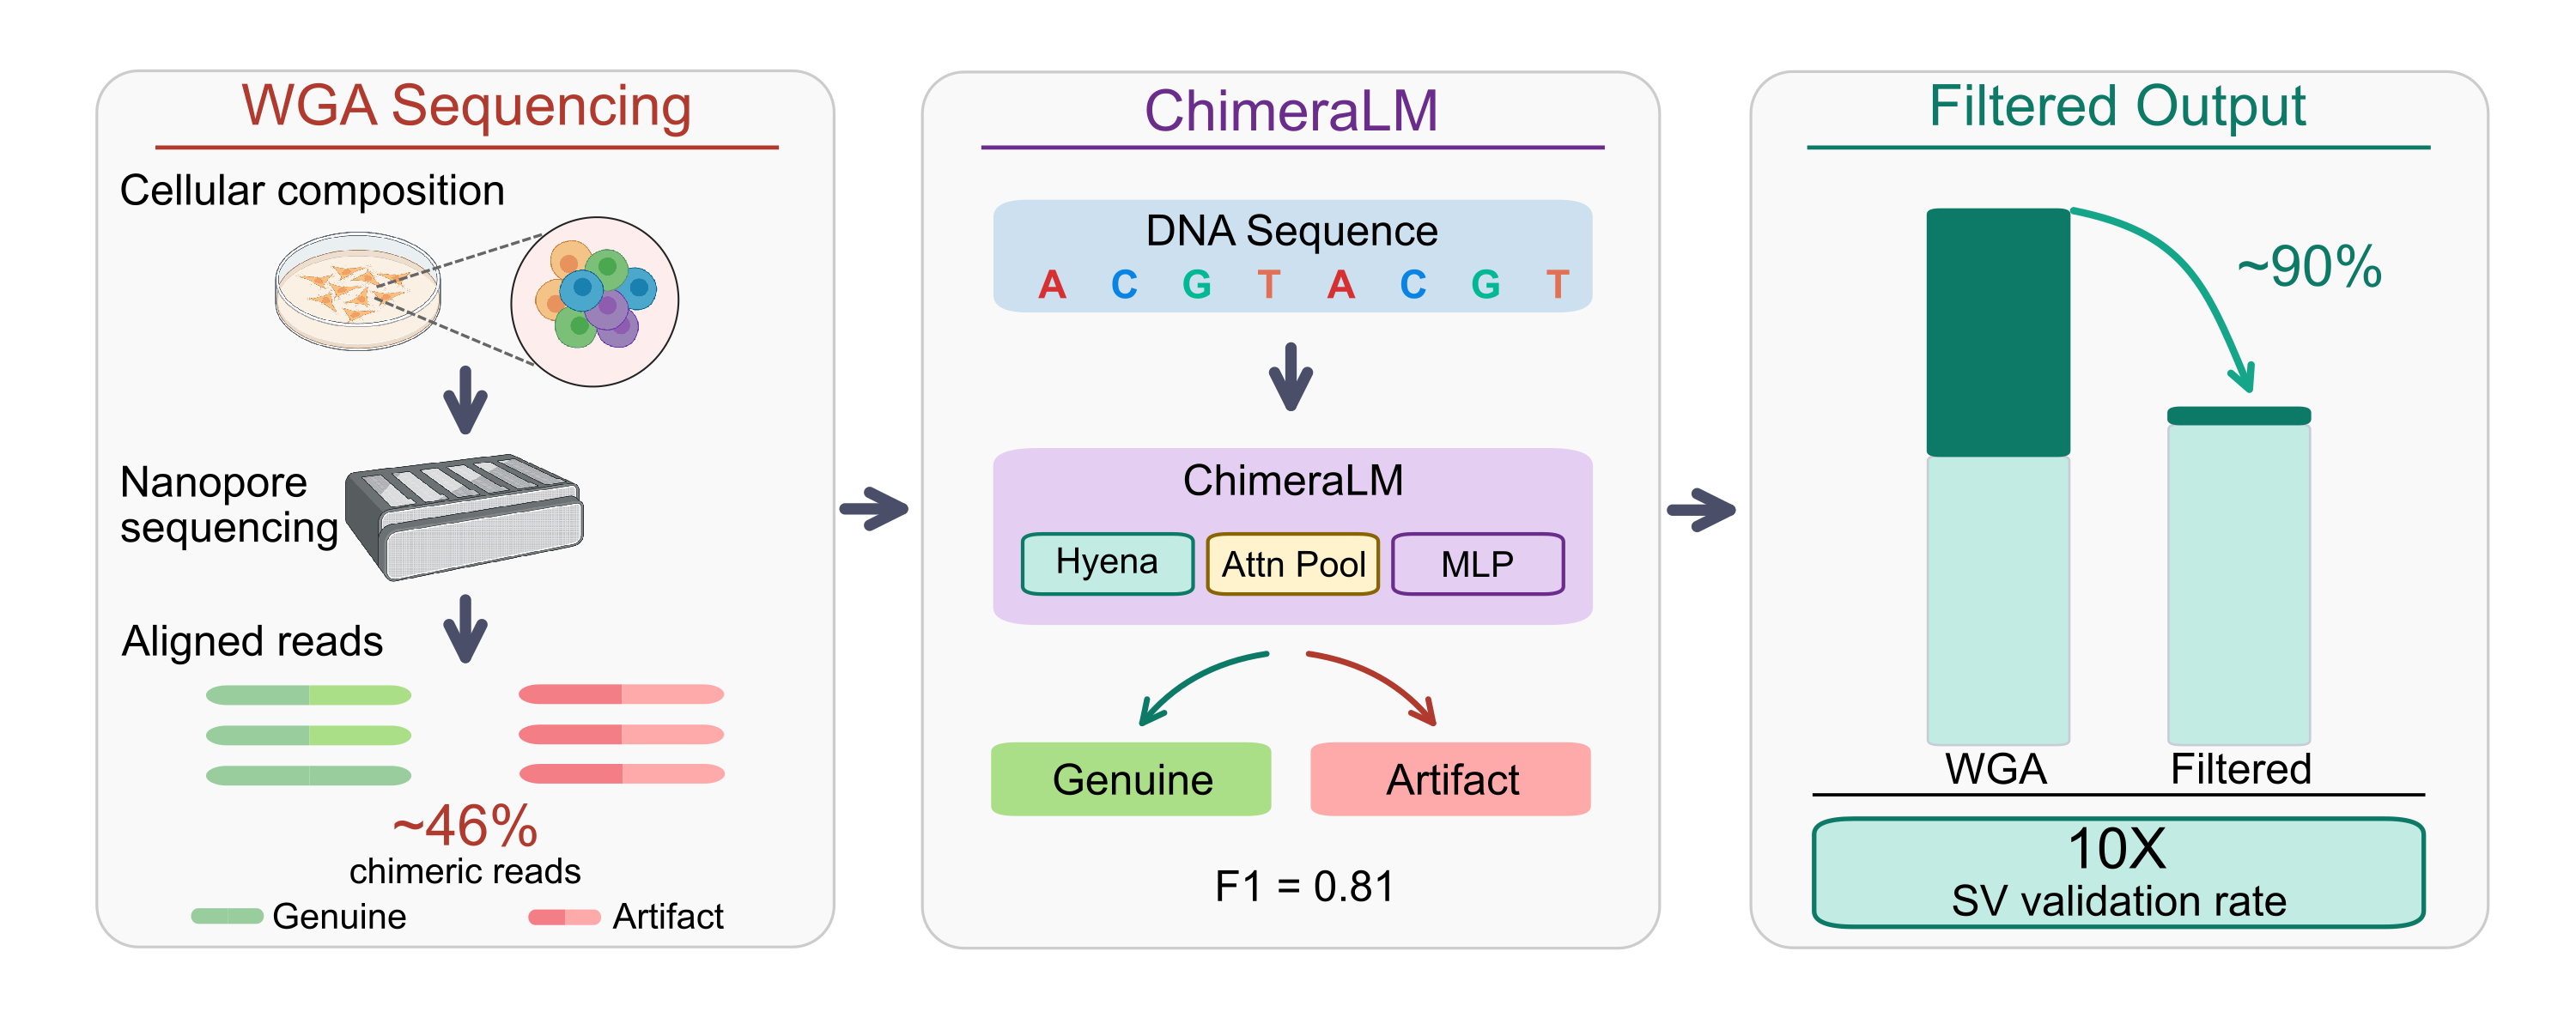 WGA Sequencing
Cellular composition
Nanopore
sequencing
Aligned reads
~46%
chimeric reads
Genuine
Artifact
ChimeraLM
DNA Sequence
A C G T A C G T
ChimeraLM
Hyena
Attn Pool
MLP
Genuine
Artifact
F1 = 0.81
Filtered Output
~90%
WGA
Filtered
10X
SV validation rate